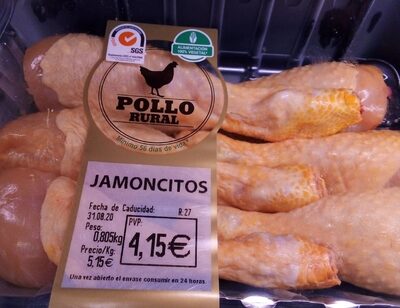 SGS
ALIMENTACIÓN
100% VEGETAL*
POLLO
RURAL
Mínimo 56 días de vida
JAMONCITOS
Fecha de Caducidad: R.27
31.08.20
Peso:
0,805kg
Precio/Kg:
5,15€
PVP:
4,15€
Una vez abierto el envase consumir en 24 horas.